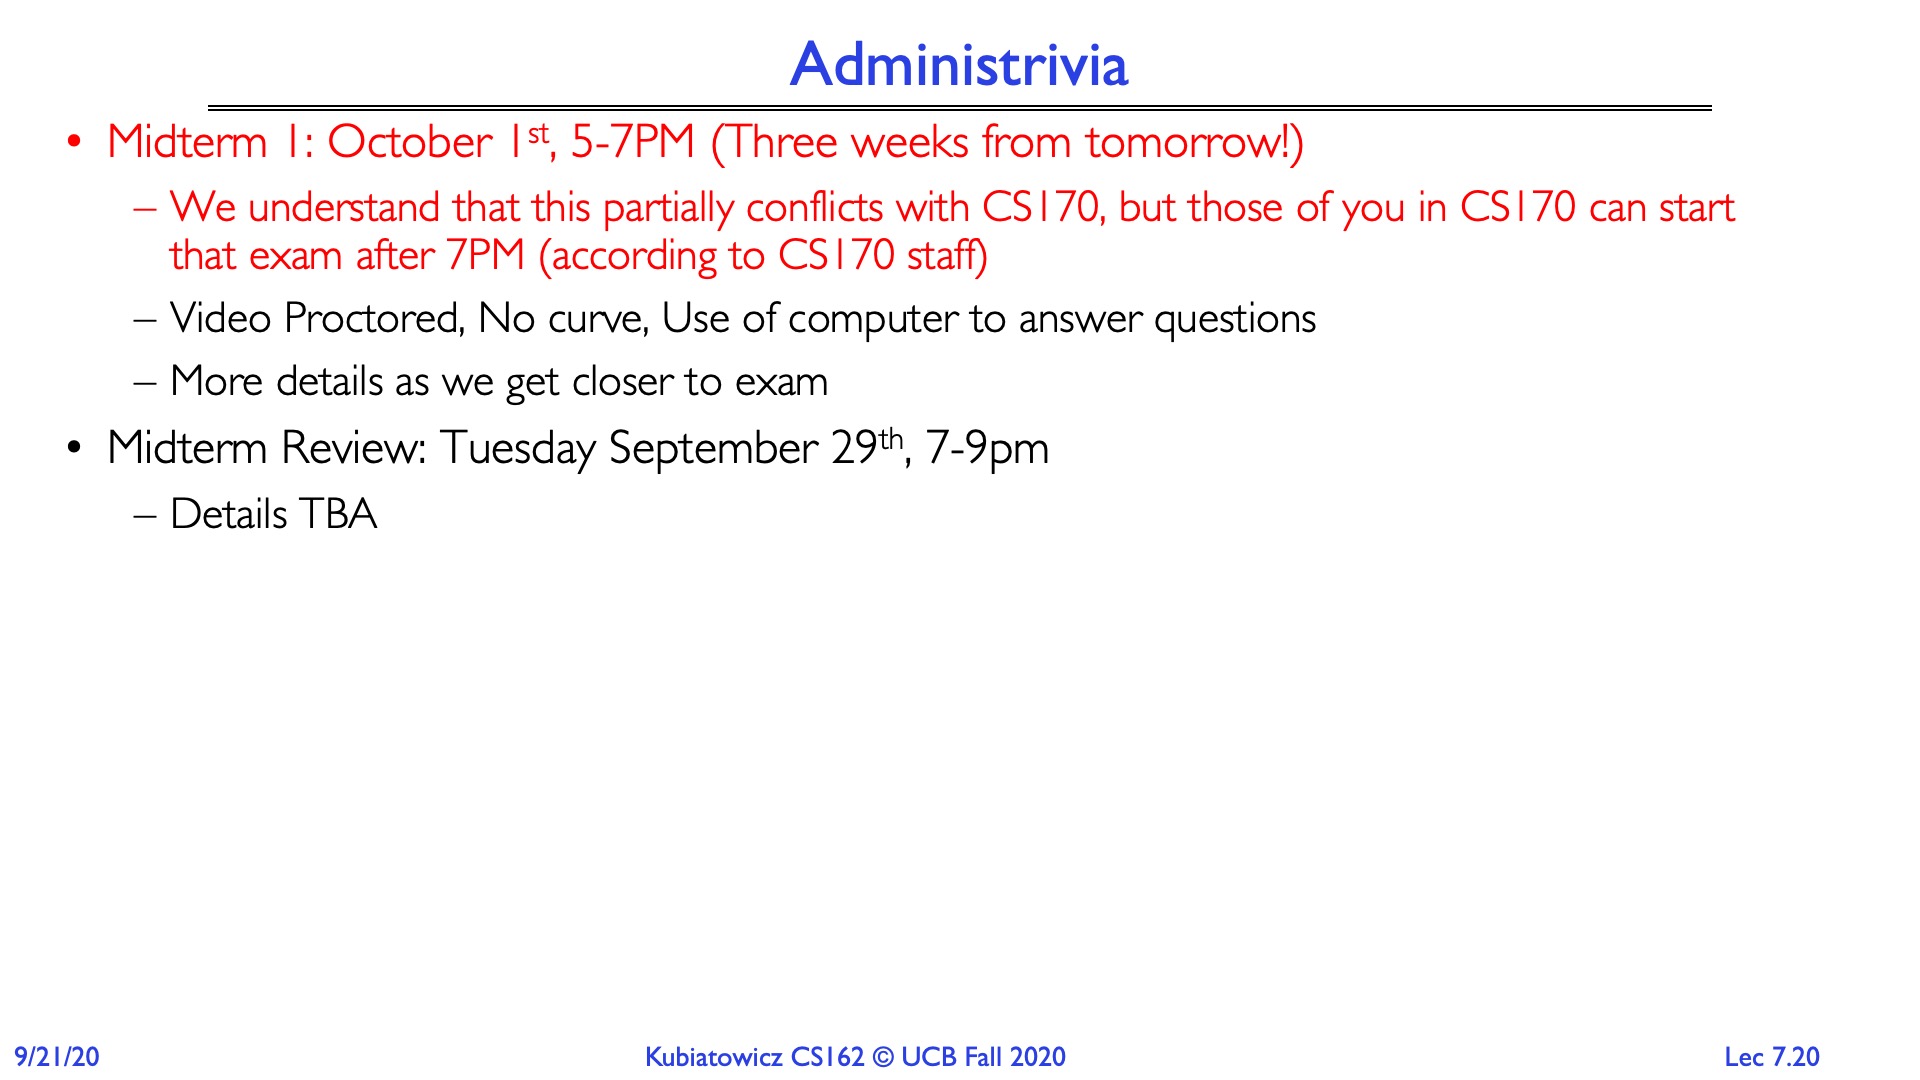 Administrivia
• Midterm 1: October 1st, 5-7PM (Three weeks from tomorrow!)
– We understand that this partially conflicts with CS170, but those of you in CS170 can start
that exam after 7PM (according to CS170 staff)
– Video Proctored, No curve, Use of computer to answer questions
– More details as we get closer to exam
• Midterm Review: Tuesday September 29th, 7-9pm
– Details TBA
9/21/20
Kubiatowicz CS162 © UCB Fall 2020
Lec 7.20